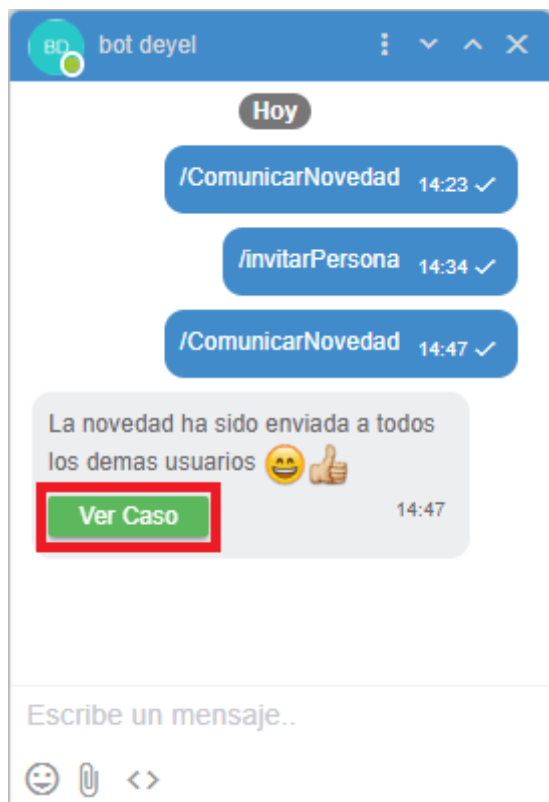 BD bot deyel
Hoy
/ComunicarNovedad 14:23
/invitarPersona 14:34
/ComunicarNovedad 14:47
La novedad ha sido enviada a todos
los demas usuarios
Ver Caso 14:47
Escribe un mensaje..